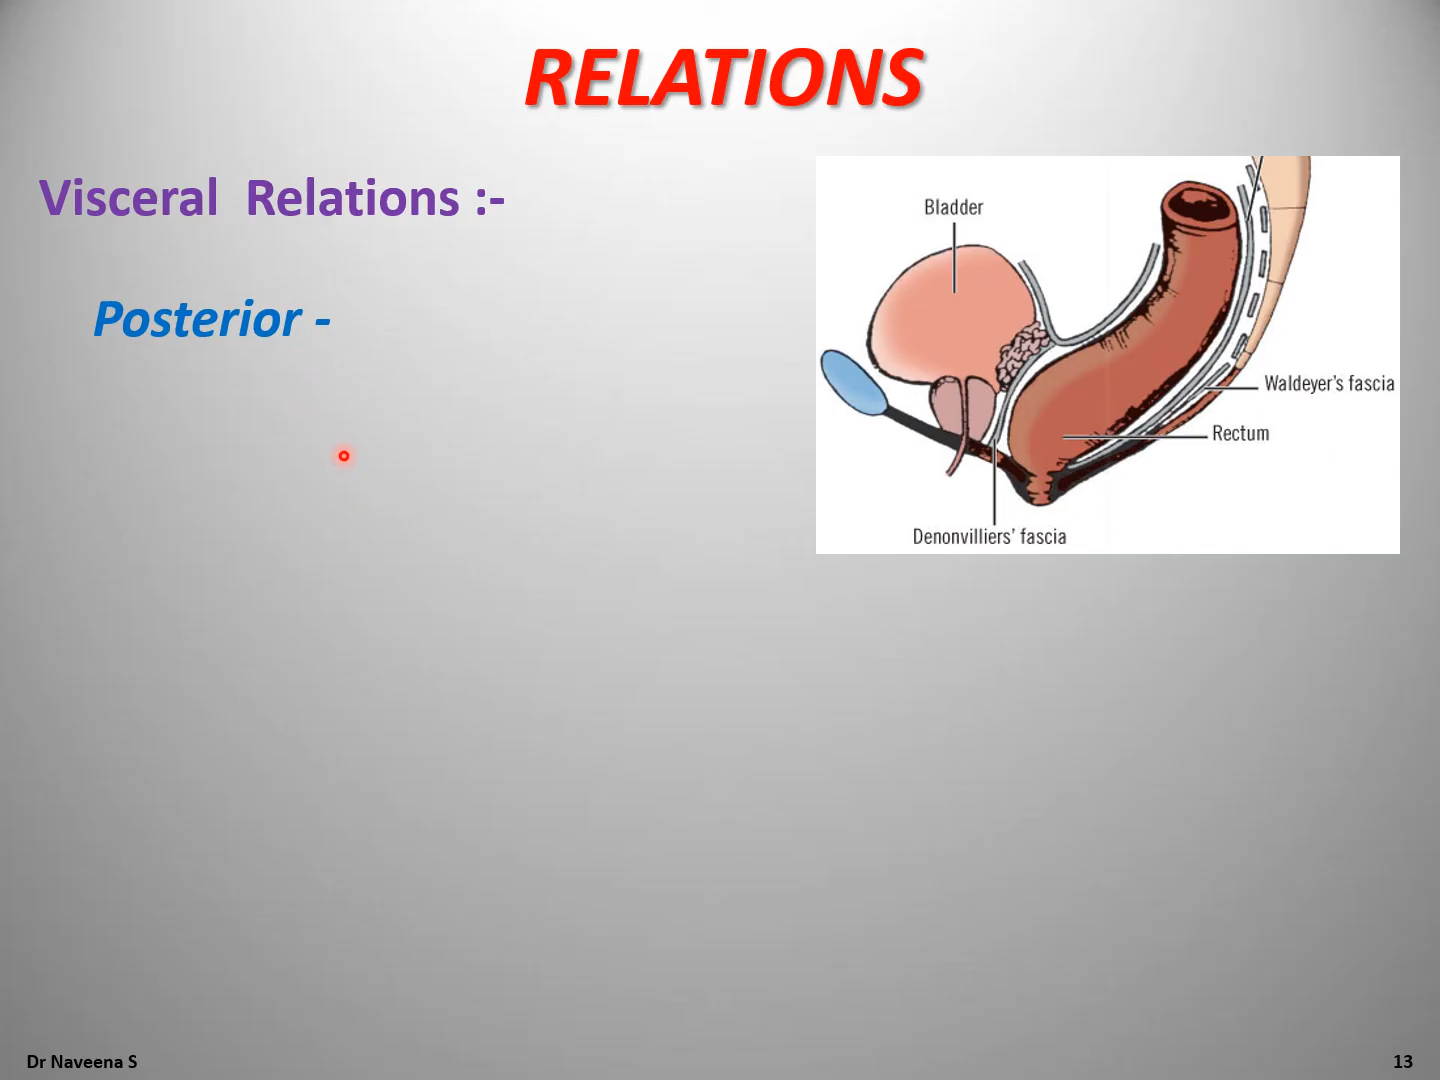 RELATIONS
Visceral Relations :-
Posterior -
Bladder
Waldeyer's fascia
Rectum
Denonvilliers' fascia
Dr Naveena S
13